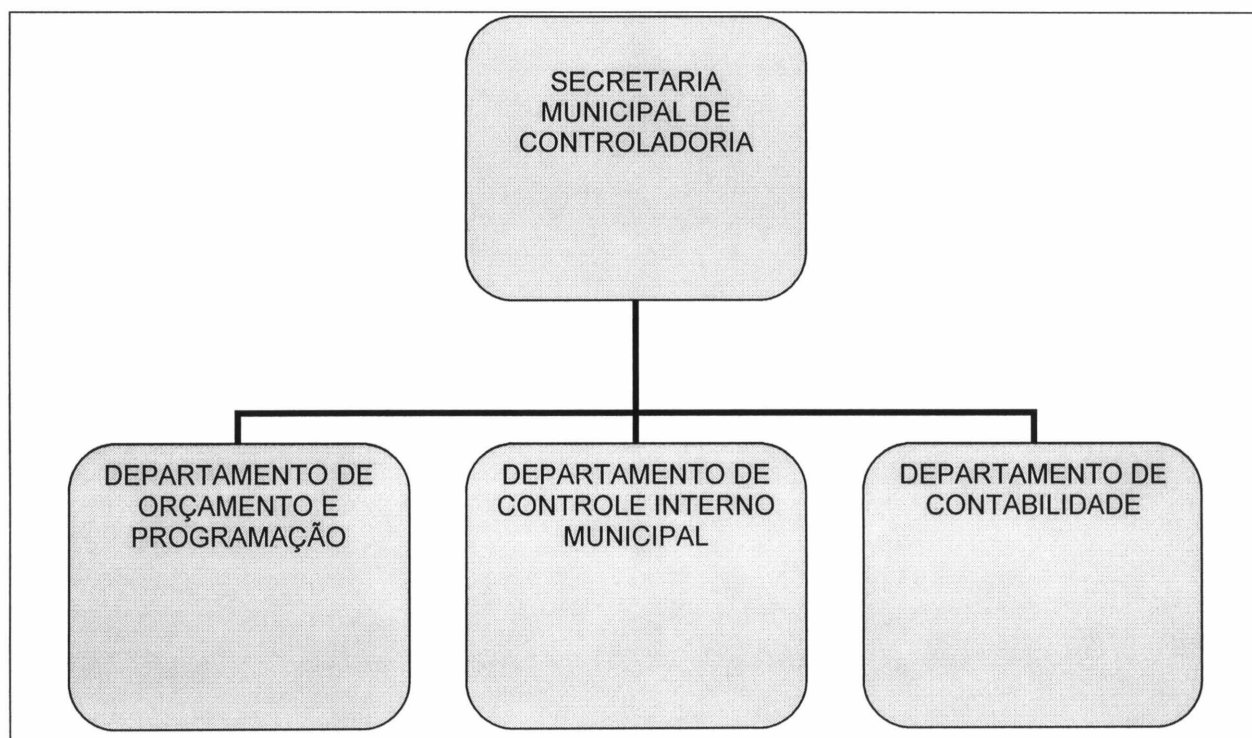 SECRETARIA
MUNICIPAL DE
CONTROLADORIA
DEPARTAMENTO DE
ORÇAMENTO E
PROGRAMAÇÃO
DEPARTAMENTO DE
CONTROLE INTERNO
MUNICIPAL
DEPARTAMENTO DE
CONTABILIDADE